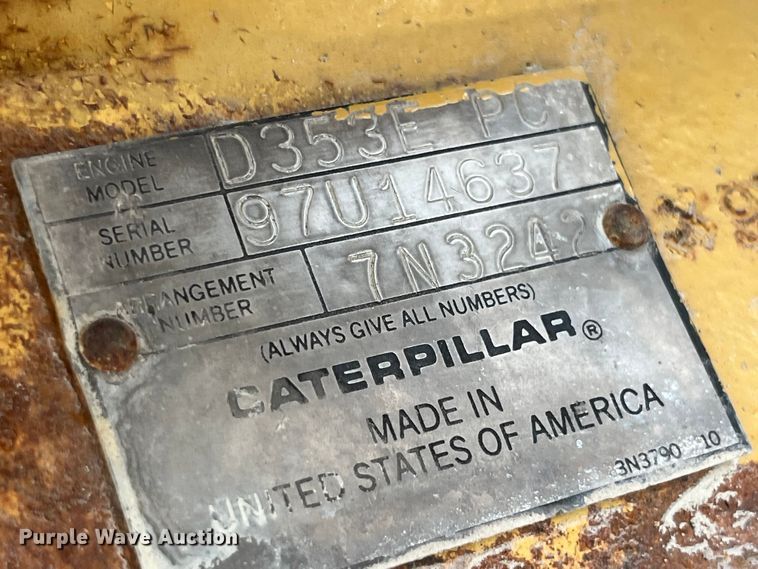 ENGINE MODEL D353E PC
SERIAL NUMBER 97U14637
ARRANGEMENT NUMBER 7N3242
(ALWAYS GIVE ALL NUMBERS)
CATERPILLAR®
MADE IN
UNITED STATES OF AMERICA
3N3790 10
Purple Wave Auction